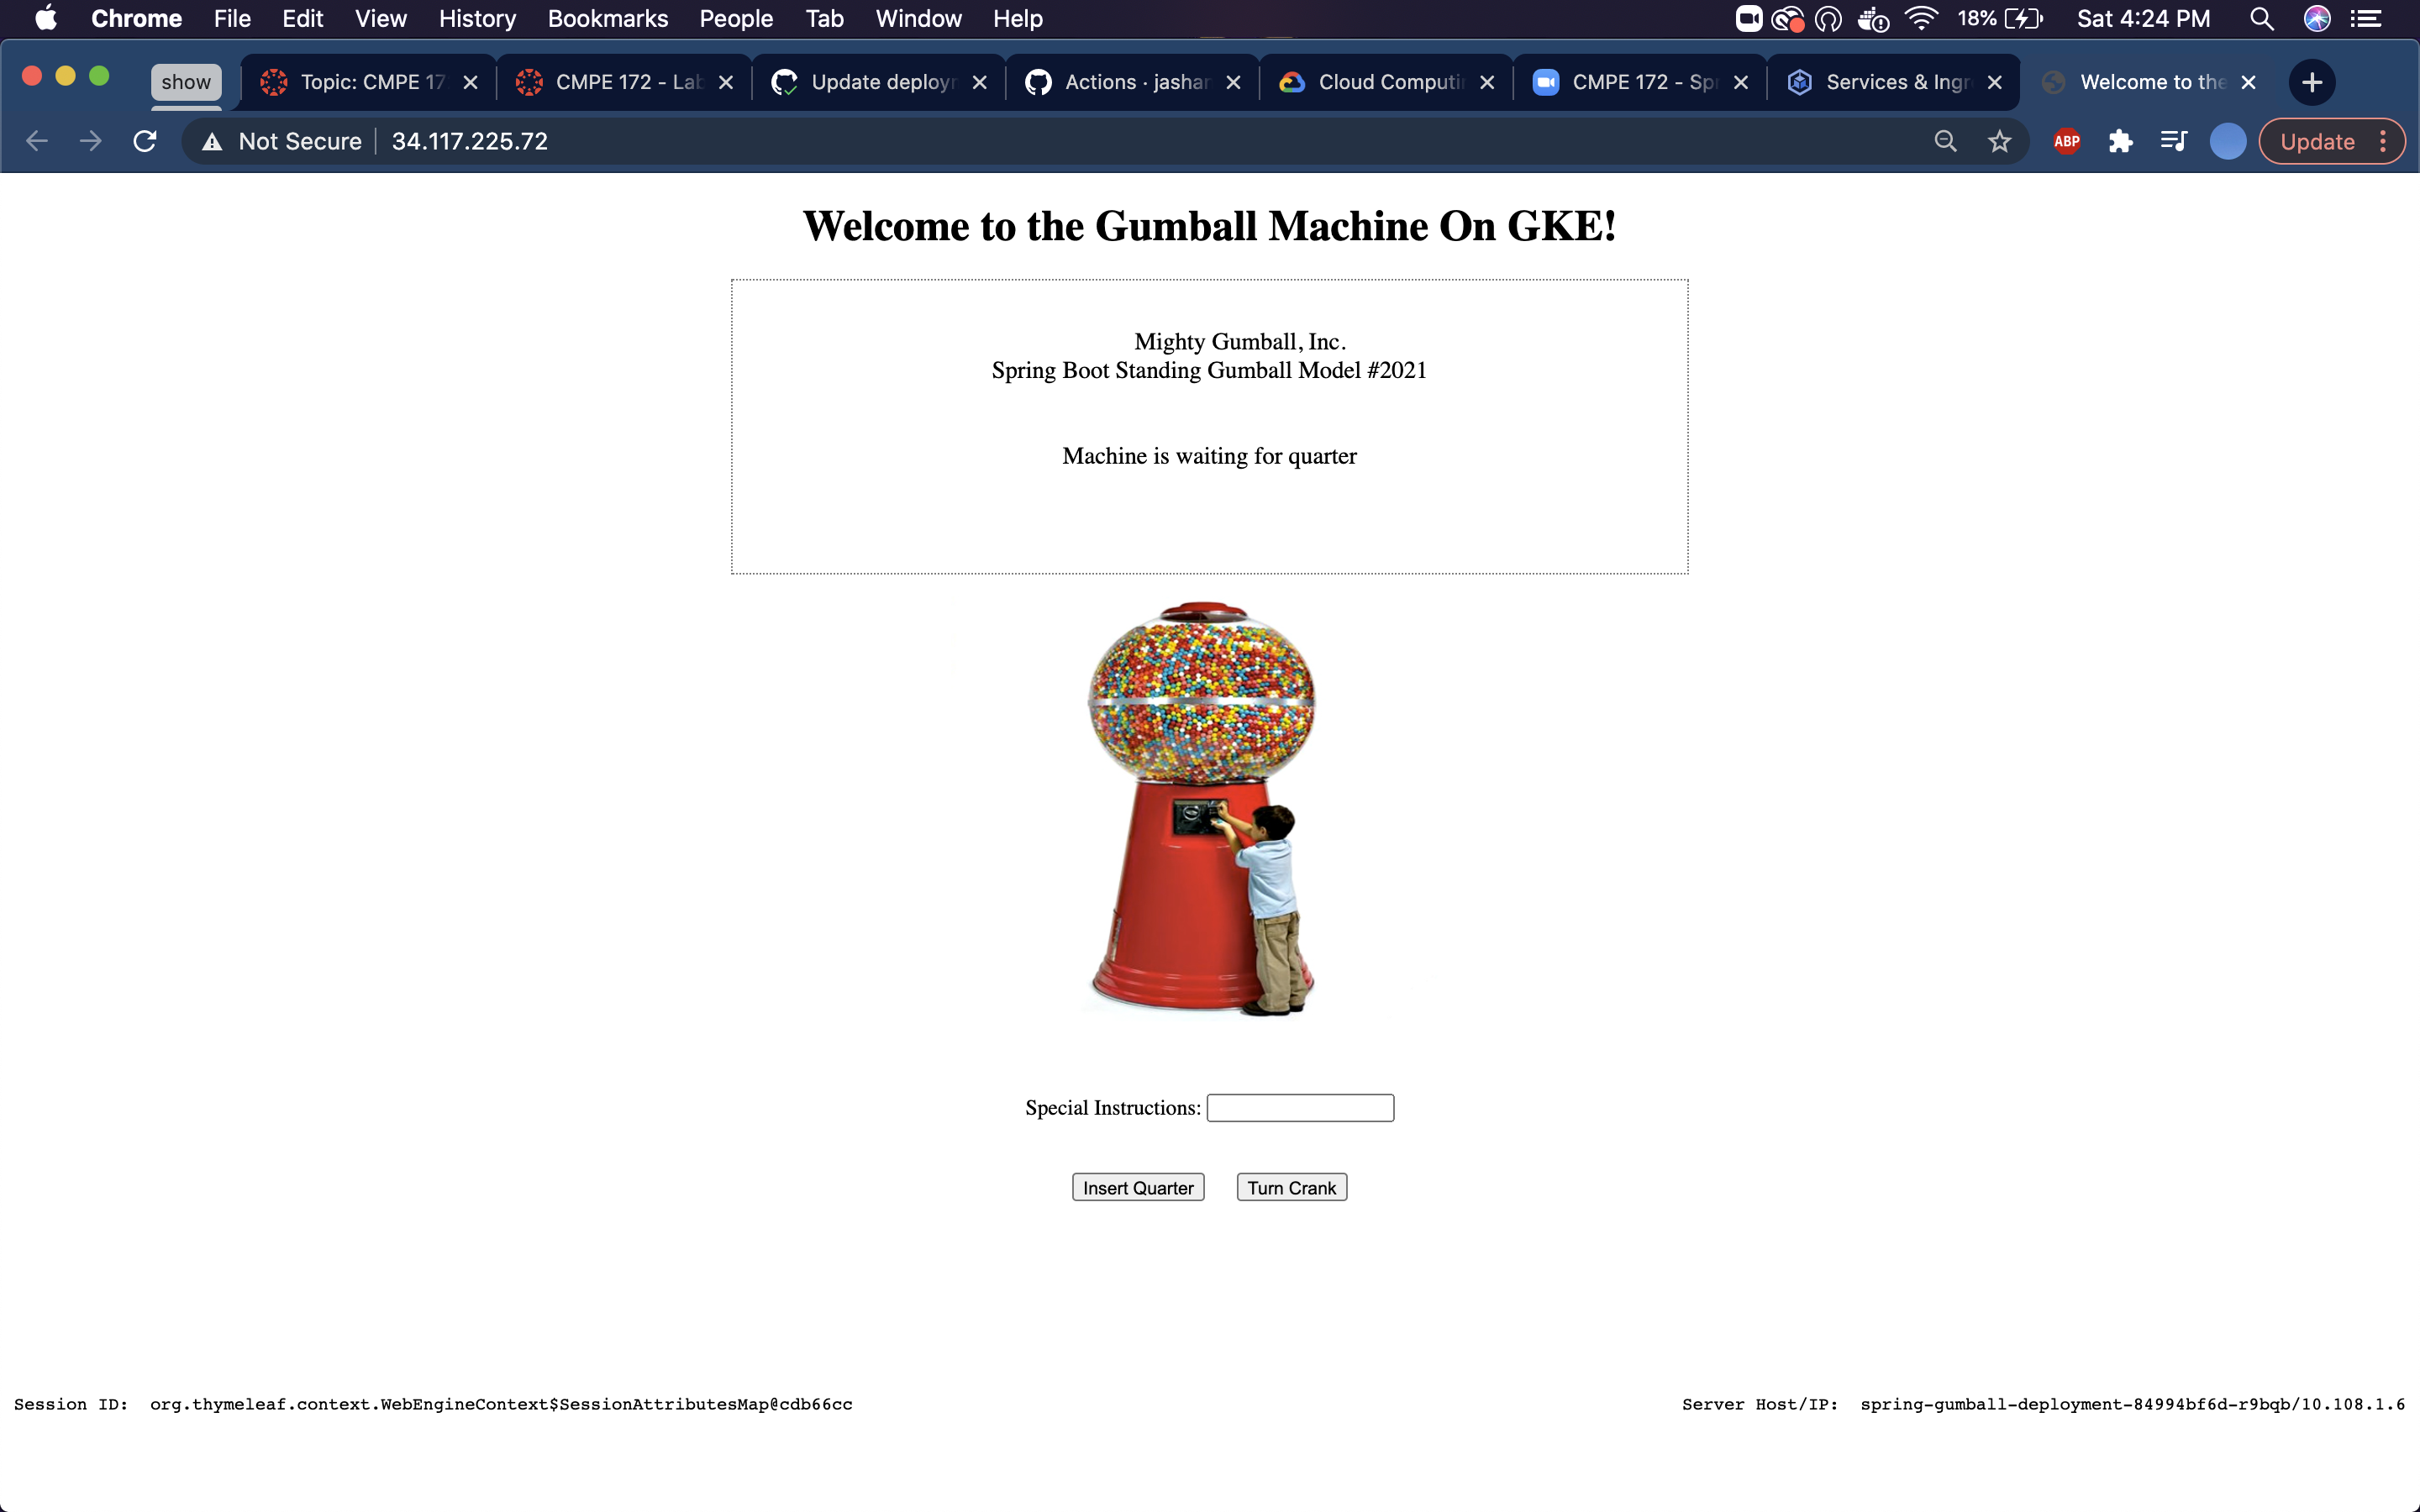 Chrome File Edit View History Bookmarks People Tab Window Help 18% Sat 4:24 PM
show Topic: CMPE 17 CMPE 172 - Lab Update deployr Actions · jashan Cloud Computi CMPE 172 - Sp Services & Ingr Welcome to the
Not Secure 34.117.225.72 ABP Update
Welcome to the Gumball Machine On GKE!
Mighty Gumball, Inc.
Spring Boot Standing Gumball Model #2021
Machine is waiting for quarter
Special Instructions:
Insert Quarter Turn Crank
Session ID: org.thymeleaf.context.WebEngineContext$SessionAttributesMap@cdb66cc Server Host/IP: spring-gumball-deployment-84994bf6d-r9bqb/10.108.1.6